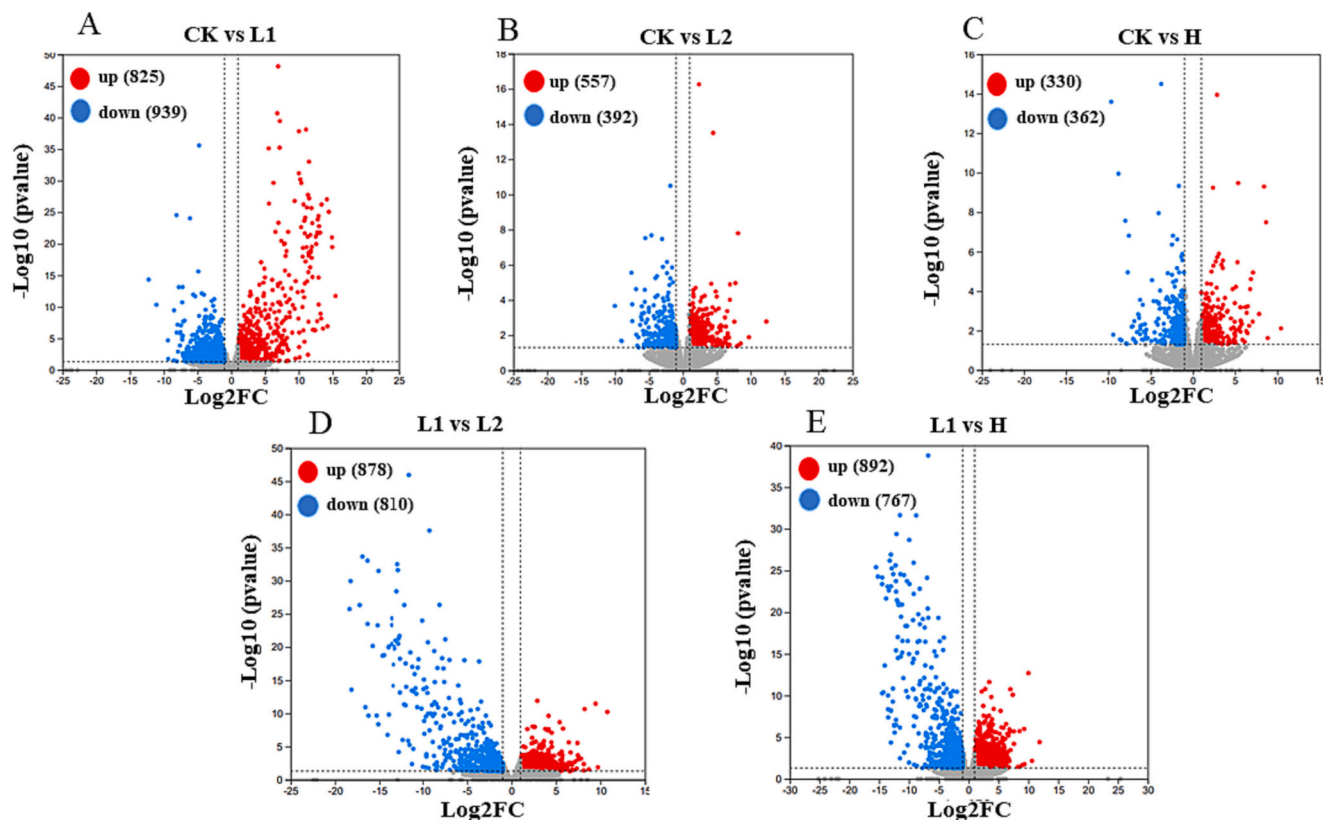 A
CK vs L1
up (825)
down (939)
-Log10 (pvalue)
50
45
40
35
30
25
20
15
10
5
0
-25 -20 -15 -10 -5 0 5 10 15 20 25
Log2FC
B
CK vs L2
up (557)
down (392)
-Log10 (pvalue)
18
16
14
12
10
8
6
4
2
0
-25 -20 -15 -10 -5 0 5 10 15 20 25
Log2FC
C
CK vs H
up (330)
down (362)
-Log10 (pvalue)
16
14
12
10
8
6
4
2
0
-25 -20 -15 -10 -5 0 5 10 15
Log2FC
D
L1 vs L2
up (878)
down (810)
-Log10 (pvalue)
50
45
40
35
30
25
20
15
10
5
0
-25 -20 -15 -10 -5 0 5 10 15
Log2FC
E
L1 vs H
up (892)
down (767)
-Log10 (pvalue)
40
35
30
25
20
15
10
5
0
-30 -25 -20 -15 -10 -5 0 5 10 15 20 25 30
Log2FC